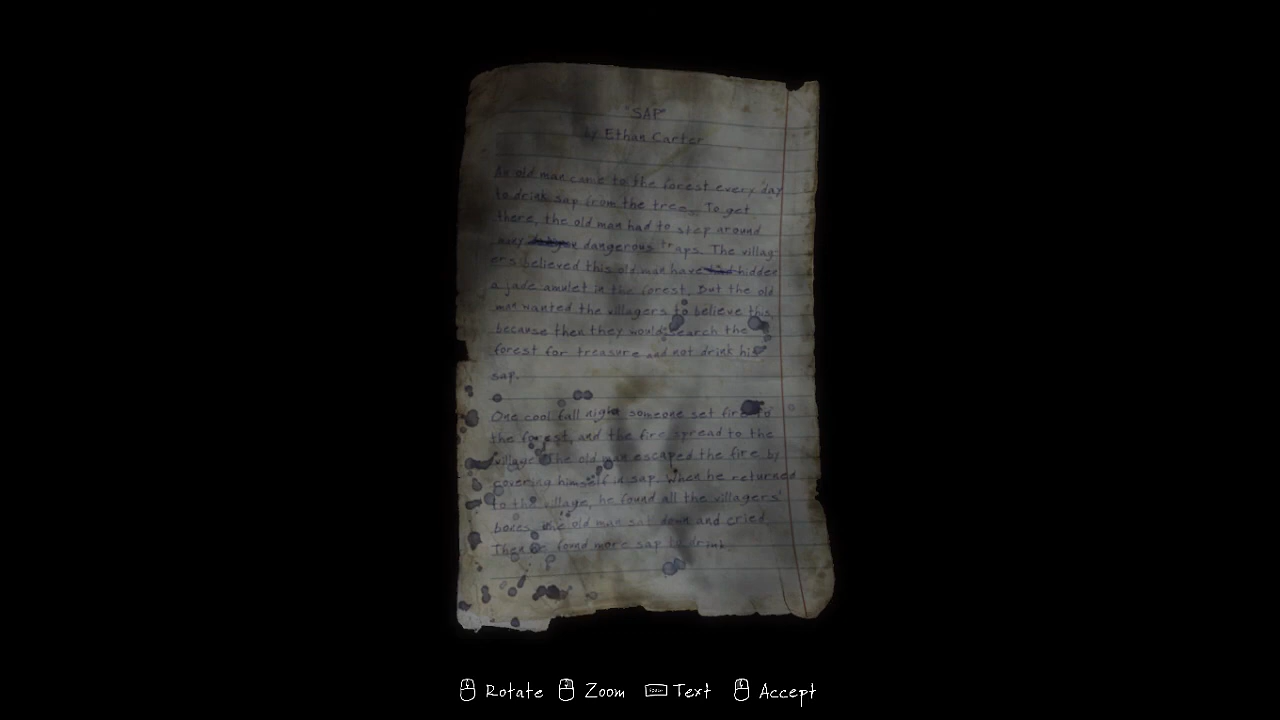 "SAP"
by Ethan Carter
An old man came to the forest every day
to drink sap from the tres. To get
there, the old man had to step around
many dangerous traps. The villag-
ers believed this old man have hidden
a jade amulet in the forest. But the old
man wanted the villagers to believe this,
because then they would search the
forest for treasure and not drink his
sap.
One cool fall night someone set fire to
the forest, and the fire spread to the
village. The old man escaped the fire by
covering himself in sap. When he returned
to the village, he found all the villagers'
bones. The old man sat down and cried.
Then he found more sap to drink.
Rotate Zoom Text Accept